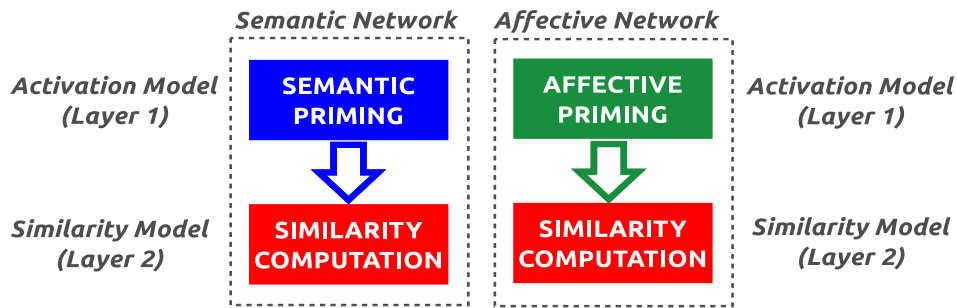 Semantic Network
Affective Network
Activation Model
(Layer 1)
SEMANTIC
PRIMING
AFFECTIVE
PRIMING
Activation Model
(Layer 1)
Similarity Model
(Layer 2)
SIMILARITY
COMPUTATION
SIMILARITY
COMPUTATION
Similarity Model
(Layer 2)